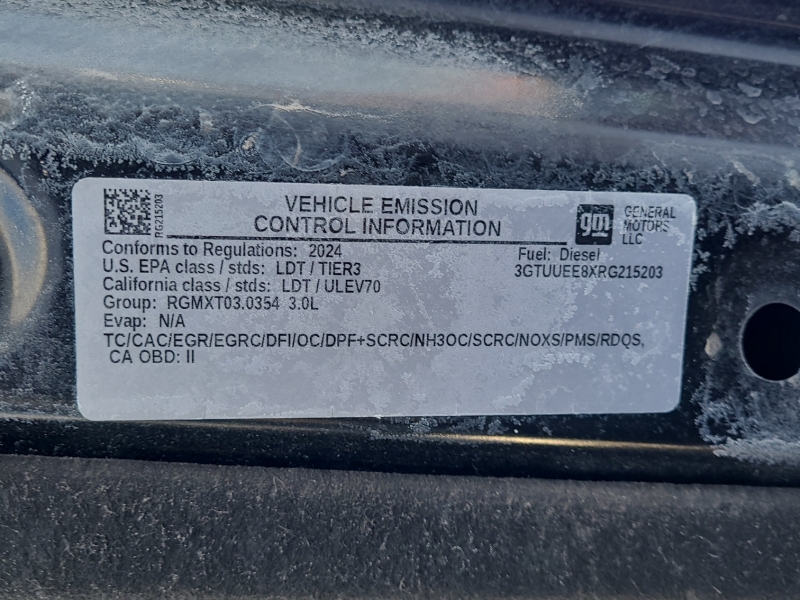 RG215203
VEHICLE EMISSION
CONTROL INFORMATION
gm
GENERAL
MOTORS
LLC
Conforms to Regulations: 2024
Fuel: Diesel
U.S. EPA class / stds: LDT / TIER3
3GTUUEE8XRG215203
California class / stds: LDT / ULEV70
Group: RGMXT03.0354 3.0L
Evap: N/A
TC/CAC/EGR/EGRC/DFI/OC/DPF+SCRC/NH3OC/SCRC/NOXS/PMS/RDQS,
CA OBD: II